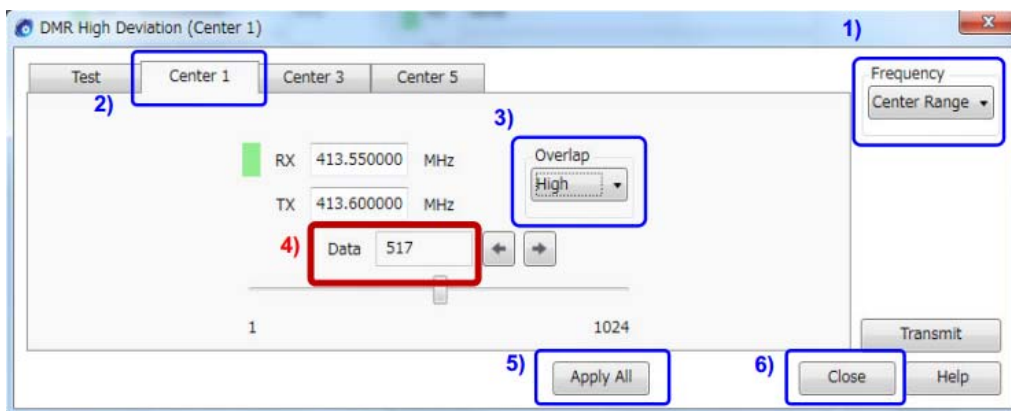 DMR High Deviation (Center 1)
1)
Test Center 1 Center 3 Center 5
Frequency
2)
Center Range
3)
RX 413.550000 MHz
Overlap
High
TX 413.600000 MHz
4) Data 517
1 1024
Transmit
5) Apply All 6) Close Help